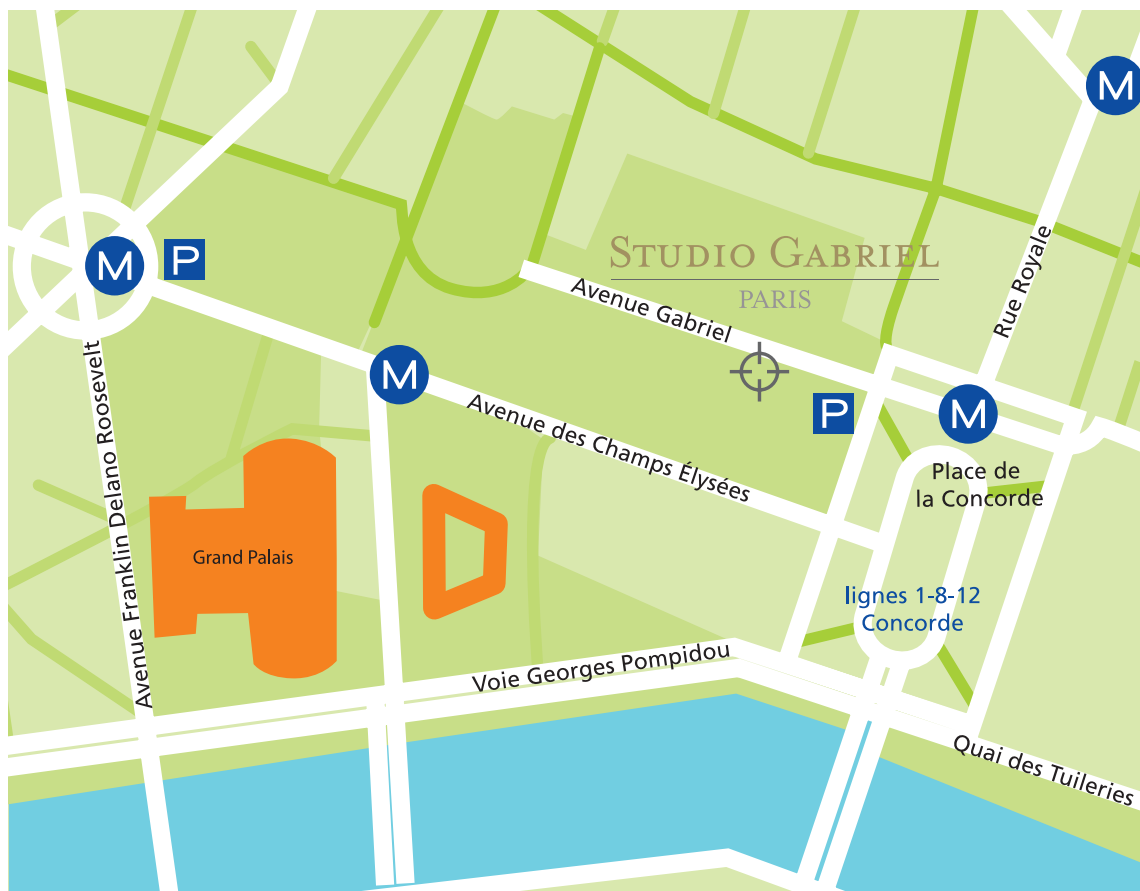 M
M
P
STUDIO GABRIEL
PARIS
Avenue Gabriel
Rue Royale
M
Avenue des Champs Élysées
P
M
Place de
la Concorde
Avenue Franklin Delano Roosevelt
Grand Palais
lignes 1-8-12
Concorde
Voie Georges Pompidou
Quai des Tuileries